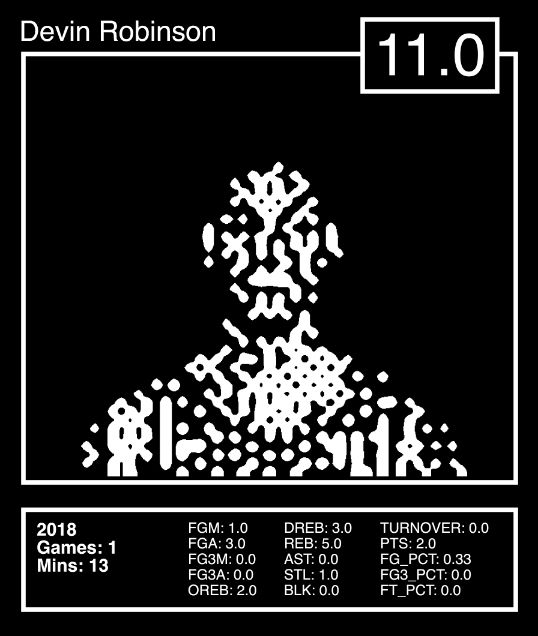 Devin Robinson
11.0
2018
Games: 1
Mins: 13
FGM: 1.0
FGA: 3.0
FG3M: 0.0
FG3A: 0.0
OREB: 2.0
DREB: 3.0
REB: 5.0
AST: 0.0
STL: 1.0
BLK: 0.0
TURNOVER: 0.0
PTS: 2.0
FG_PCT: 0.33
FG3_PCT: 0.0
FT_PCT: 0.0